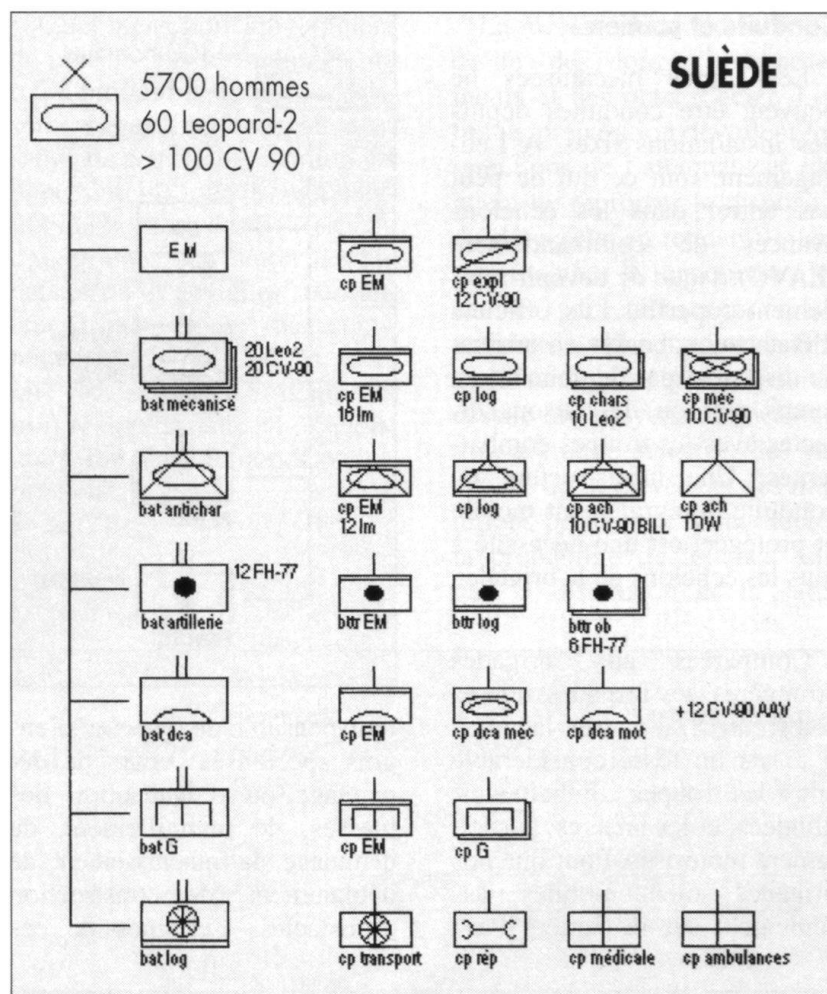 SUÈDE
5700 hommes
60 Leopard-2
> 100 CV 90
EM
cp EM
cp expl
12 CV-90
20 Leo2
20 CV-90
bat mécanisé
cp EM
16 lm
cp log
cp chars
10 Leo2
cp méc
10 CV-90
bat antichar
cp EM
12 lm
cp log
cp ach
10 CV-90 BILL
cp ach
TOW
12 FH-77
bat artillerie
bttr EM
bttr log
bttr ob
6 FH-77
bat dca
cp EM
cp dca méc
cp dca mot
+12 CV-90 AAV
bat G
cp EM
cp G
bat log
cp transport
cp rép
cp médicale
cp ambulances